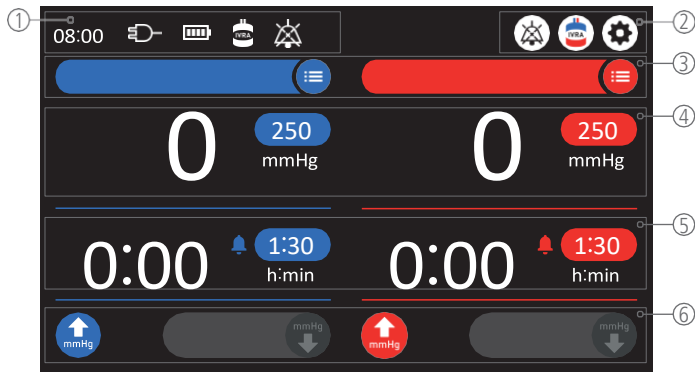 ① 08:00 IVRA IVRA ②
③
0 250 mmHg 0 250 mmHg ④
0:00 1:30 h:min 0:00 1:30 h:min ⑤
mmHg mmHg mmHg mmHg ⑥